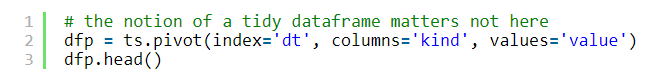 1 # the notion of a tidy dataframe matters not here
2 dfp = ts.pivot(index='dt', columns='kind', values='value')
3 dfp.head()